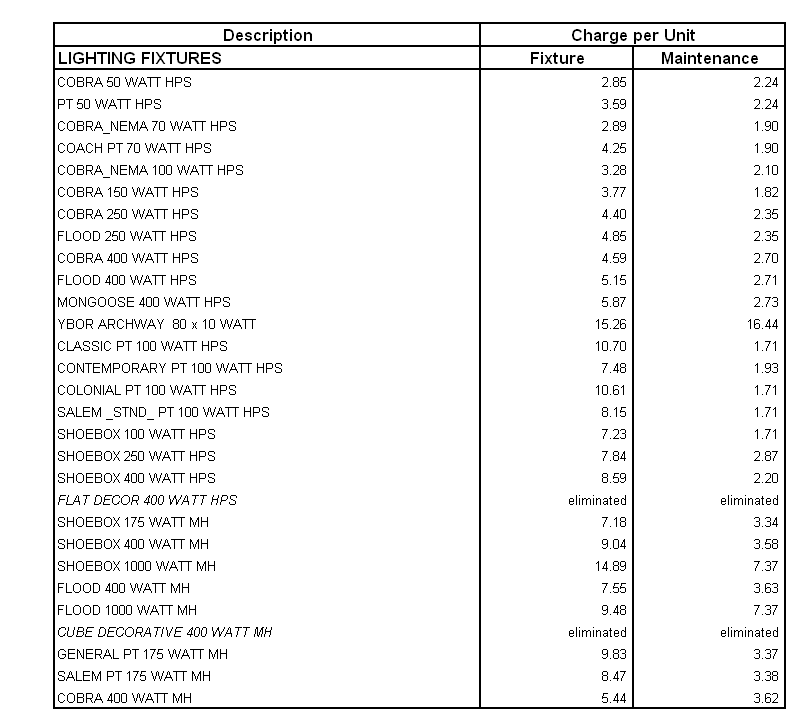 Description Charge per Unit
LIGHTING FIXTURES Fixture Maintenance
COBRA 50 WATT HPS 2.85 2.24
PT 50 WATT HPS 3.59 2.24
COBRA_NEMA 70 WATT HPS 2.89 1.90
COACH PT 70 WATT HPS 4.25 1.90
COBRA_NEMA 100 WATT HPS 3.28 2.10
COBRA 150 WATT HPS 3.77 1.82
COBRA 250 WATT HPS 4.40 2.35
FLOOD 250 WATT HPS 4.85 2.35
COBRA 400 WATT HPS 4.59 2.70
FLOOD 400 WATT HPS 5.15 2.71
MONGOOSE 400 WATT HPS 5.87 2.73
YBOR ARCHWAY  80 x 10 WATT 15.26 16.44
CLASSIC PT 100 WATT HPS 10.70 1.71
CONTEMPORARY PT 100 WATT HPS 7.48 1.93
COLONIAL PT 100 WATT HPS 10.61 1.71
SALEM _STND_ PT 100 WATT HPS 8.15 1.71
SHOEBOX 100 WATT HPS 7.23 1.71
SHOEBOX 250 WATT HPS 7.84 2.87
SHOEBOX 400 WATT HPS 8.59 2.20
FLAT DECOR 400 WATT HPS eliminated eliminated
SHOEBOX 175 WATT MH 7.18 3.34
SHOEBOX 400 WATT MH 9.04 3.58
SHOEBOX 1000 WATT MH 14.89 7.37
FLOOD 400 WATT MH 7.55 3.63
FLOOD 1000 WATT MH 9.48 7.37
CUBE DECORATIVE 400 WATT MH eliminated eliminated
GENERAL PT 175 WATT MH 9.83 3.37
SALEM PT 175 WATT MH 8.47 3.38
COBRA 400 WATT MH 5.44 3.62